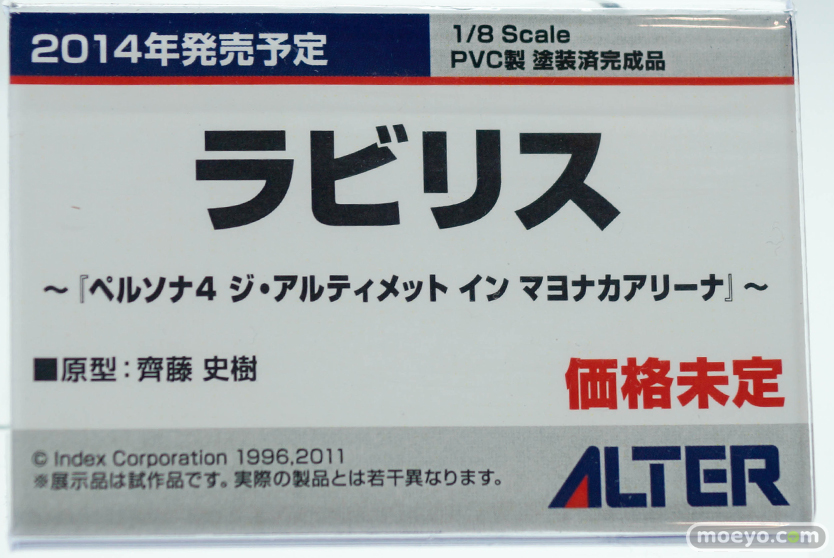 2014年発売予定
1/8 Scale
PVC製 塗装済完成品
ラビリス
～『ペルソナ4 ジ・アルティメット イン マヨナカアリーナ』～
■原型：齊藤 史樹
価格未定
© Index Corporation 1996,2011
※展示品は試作品です。実際の製品とは若干異なります。
ALTER
moeyo.com